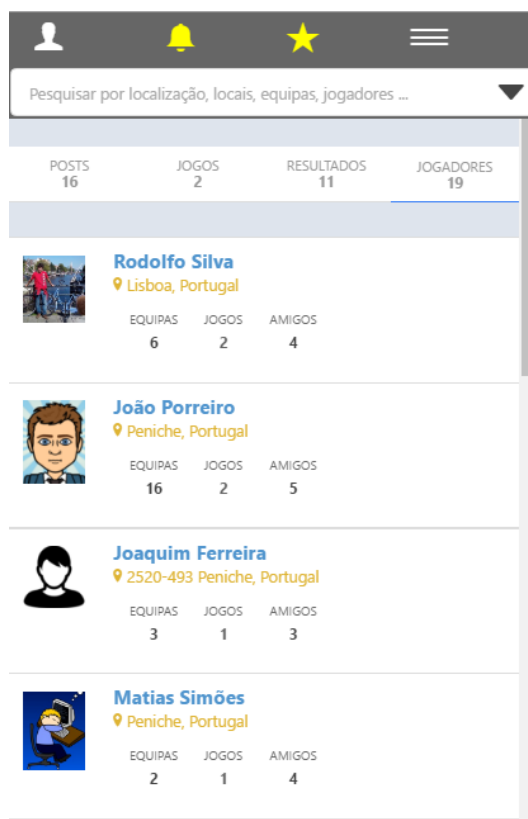 Pesquisar por localização, locais, equipas, jogadores ...
POSTS JOGOS RESULTADOS JOGADORES
16 2 11 19
Rodolfo Silva
Lisboa, Portugal
EQUIPAS JOGOS AMIGOS
6 2 4
João Porreiro
Peniche, Portugal
EQUIPAS JOGOS AMIGOS
16 2 5
Joaquim Ferreira
2520-493 Peniche, Portugal
EQUIPAS JOGOS AMIGOS
3 1 3
Matias Simões
Peniche, Portugal
EQUIPAS JOGOS AMIGOS
2 1 4